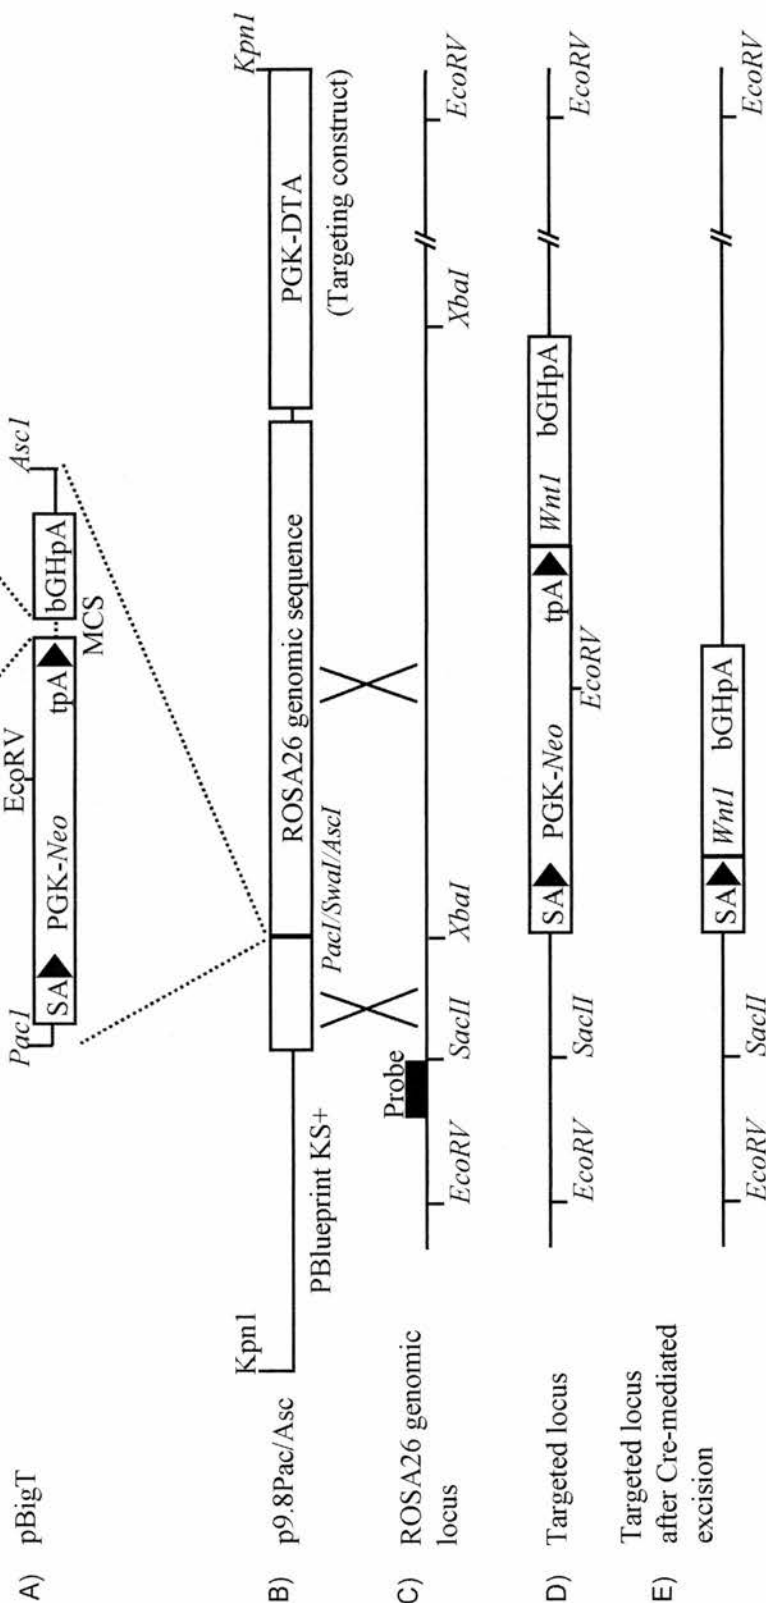 A) pBigT
PacI
EcoRV
AscI
SA PGK-Neo tpA bGHpA
MCS
B) p9.8Pac/Asc
Kpn1
KpnI
ROSA26 genomic sequence
PGK-DTA
PBlueprint KS+
PacI/SwaI/AscI
(Targeting construct)
C) ROSA26 genomic
locus
Probe
EcoRV SacII XbaI XbaI EcoRV
D) Targeted locus
SA PGK-Neo tpA Wnt1 bGHpA
EcoRV SacII EcoRV EcoRV
E) Targeted locus
after Cre-mediated
excision
SA Wnt1 bGHpA
EcoRV SacII EcoRV